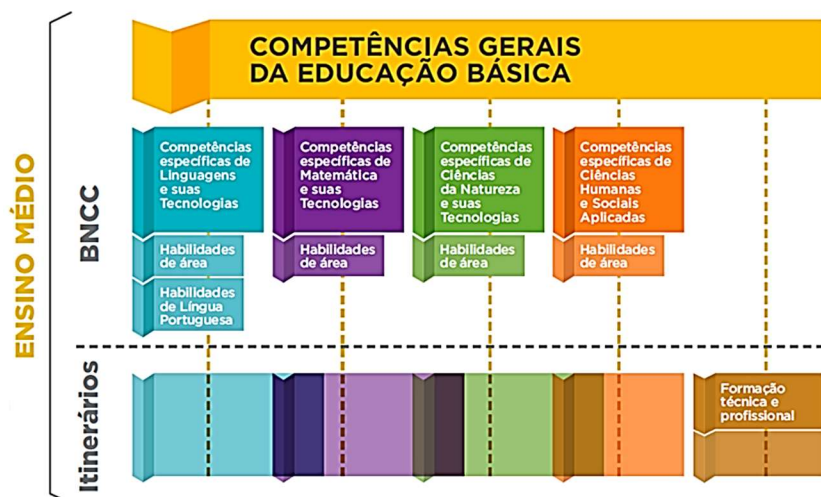 COMPETÊNCIAS GERAIS
DA EDUCAÇÃO BÁSICA
ENSINO MÉDIO
BNCC
Competências
específicas de
Linguagens
e suas
Tecnologias
Habilidades
de área
Habilidades
de Língua
Portuguesa
Competências
específicas de
Matemática
e suas
Tecnologias
Habilidades
de área
Competências
específicas de
Ciências
da Natureza
e suas
Tecnologias
Habilidades
de área
Competências
específicas de
Ciências
Humanas
e Sociais
Aplicadas
Habilidades
de área
Itinerários
Formação
técnica e
profissional